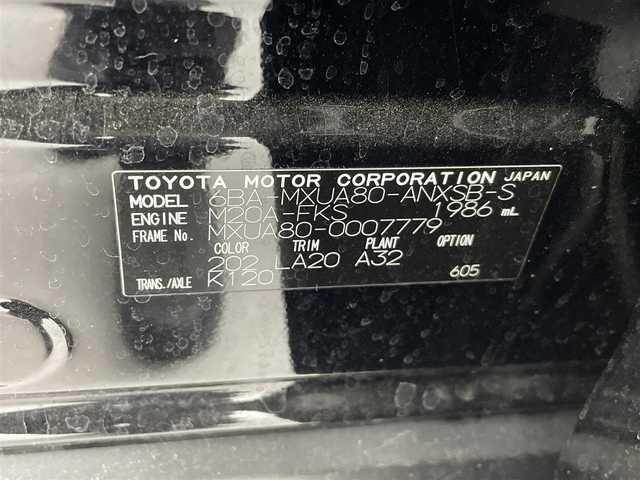 TOYOTA MOTOR CORPORATION JAPAN
MODEL 6BA-MXUA80-ANXSB-S
ENGINE M20A-FKS 1986 mL
FRAME No. MXUA80-0007779
COLOR TRIM PLANT OPTION
202 LA20 A32
TRANS./AXLE K120 605